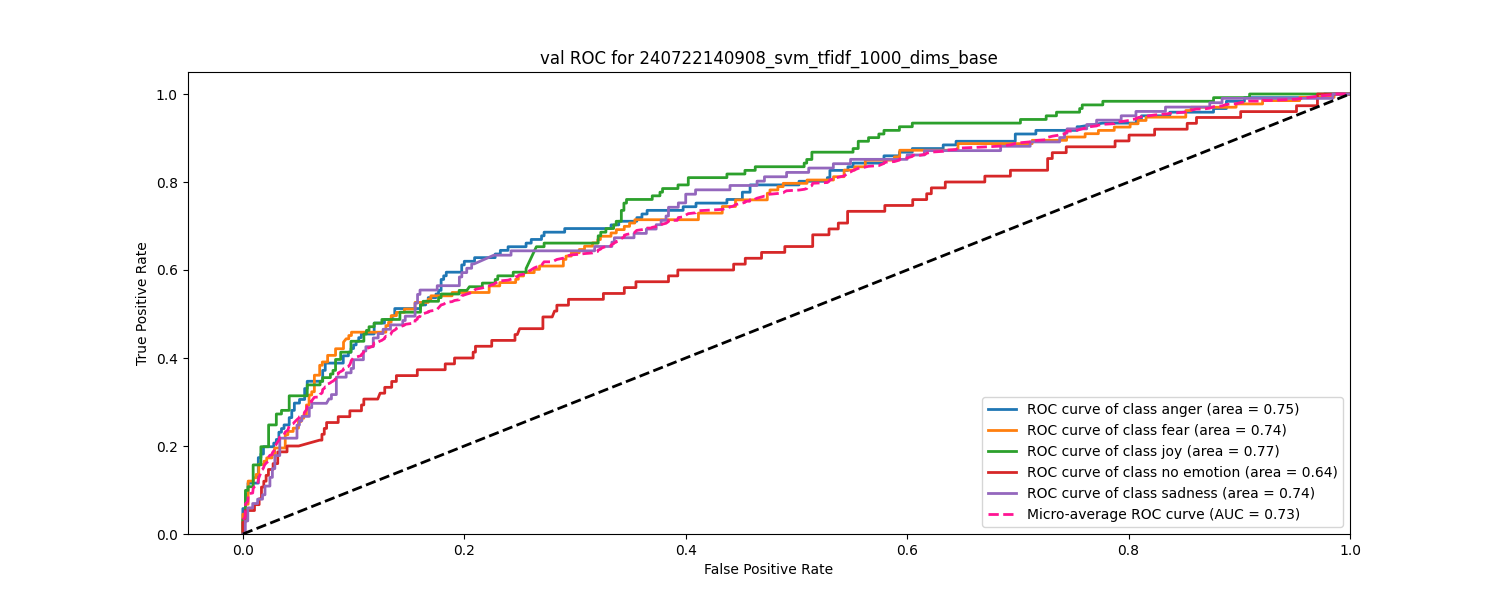 val ROC for 240722140908_svm_tfidf_1000_dims_base
True Positive Rate
1.0
0.8
0.6
0.4
0.2
0.0
ROC curve of class anger (area = 0.75)
ROC curve of class fear (area = 0.74)
ROC curve of class joy (area = 0.77)
ROC curve of class no emotion (area = 0.64)
ROC curve of class sadness (area = 0.74)
Micro-average ROC curve (AUC = 0.73)
0.0 0.2 0.4 0.6 0.8 1.0
False Positive Rate